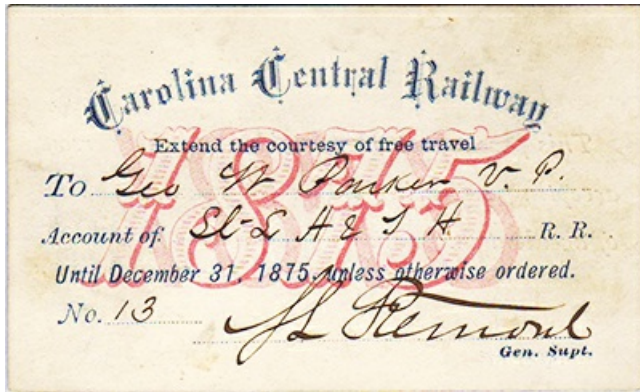 Carolina Central Railway
1875
Extend the courtesy of free travel
To Geo W Parker V. P.
Account of St L A & T H R. R.
Until December 31, 1875, unless otherwise ordered.
No. 13
S L Fremont
Gen. Supt.